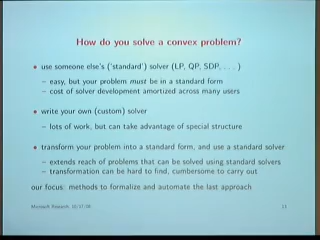 How do you solve a convex problem?
• use someone else's ('standard') solver (LP, QP, SDP, . . . )
– easy, but your problem must be in a standard form
– cost of solver development amortized across many users
• write your own (custom) solver
– lots of work, but can take advantage of special structure
• transform your problem into a standard form, and use a standard solver
– extends reach of problems that can be solved using standard solvers
– transformation can be hard to find, cumbersome to carry out
our focus: methods to formalize and automate the last approach
Microsoft Research,
11